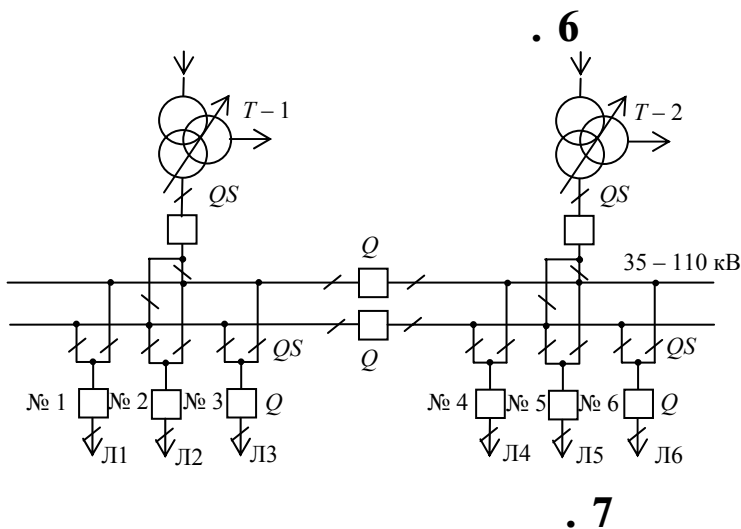 . 6
T – 1
T – 2
QS
QS
Q
35 – 110 кВ
Q
QS
QS
№ 1
№ 2
№ 3
Q
№ 4
№ 5
№ 6
Q
Л1
Л2
Л3
Л4
Л5
Л6
. 7